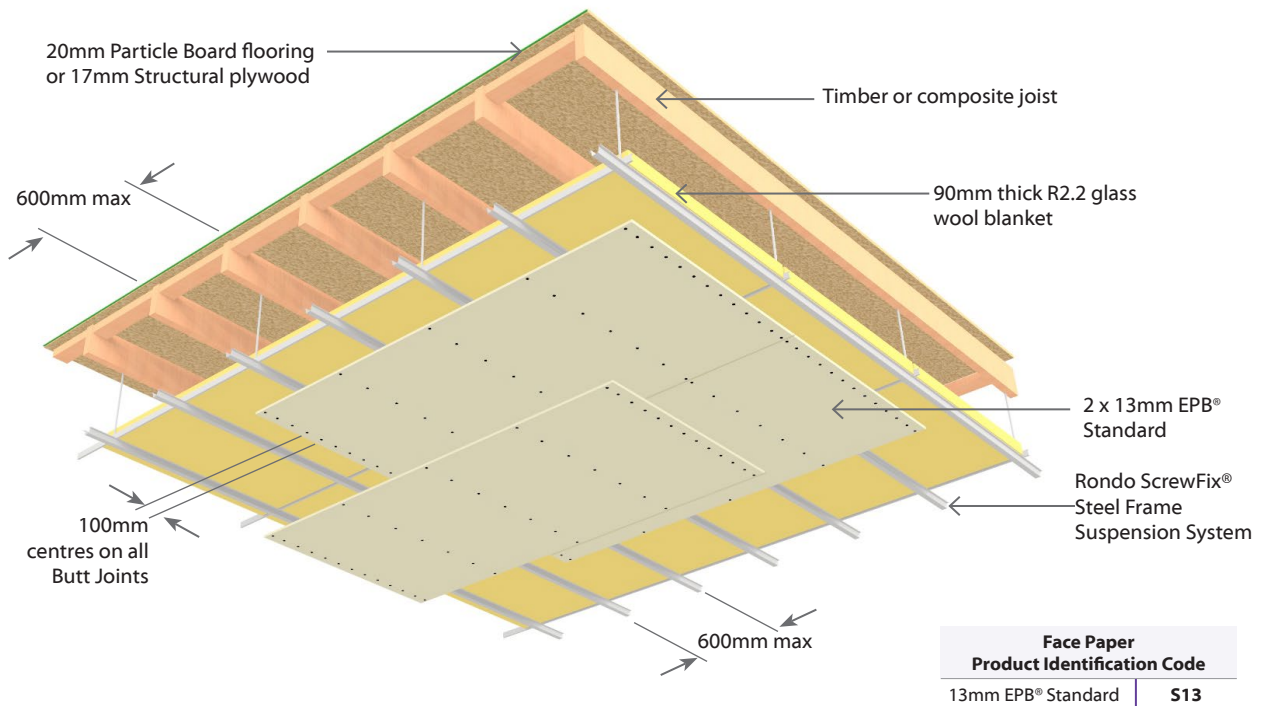 20mm Particle Board flooring
or 17mm Structural plywood
Timber or composite joist
600mm max
90mm thick R2.2 glass
wool blanket
2 x 13mm EPB®
Standard
Rondo ScrewFix®
Steel Frame
Suspension System
100mm
centres on all
Butt Joints
600mm max
Face Paper
Product Identification Code
13mm EPB® Standard S13